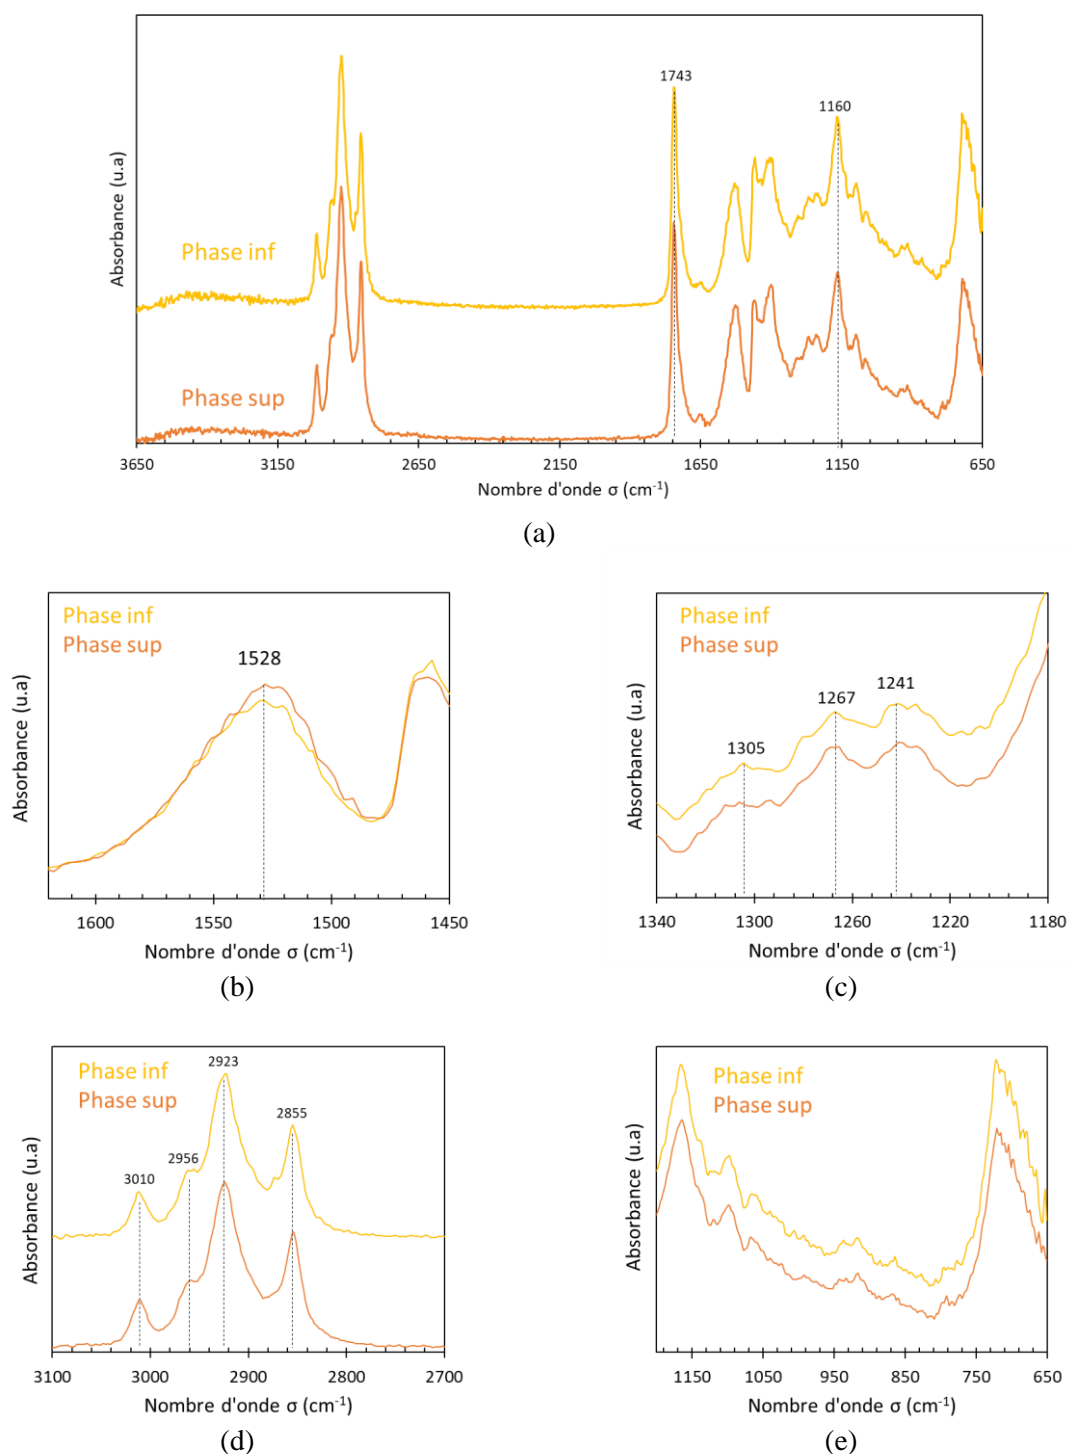 1743
1160
Absorbance (u.a)
Phase inf
Phase sup
3650 3150 2650 2150 1650 1150 650
Nombre d'onde σ (cm-1)
(a)
Phase inf
Phase sup
1528
Absorbance (u.a)
1600 1550 1500 1450
Nombre d'onde σ (cm-1)
(b)
Phase inf
Phase sup
1305
1267
1241
Absorbance (u.a)
1340 1300 1260 1220 1180
Nombre d'onde σ (cm-1)
(c)
Phase inf
Phase sup
3010
2956
2923
2855
Absorbance (u.a)
3100 3000 2900 2800 2700
Nombre d'onde σ (cm-1)
(d)
Phase inf
Phase sup
Absorbance (u.a)
1150 1050 950 850 750 650
Nombre d'onde σ (cm-1)
(e)